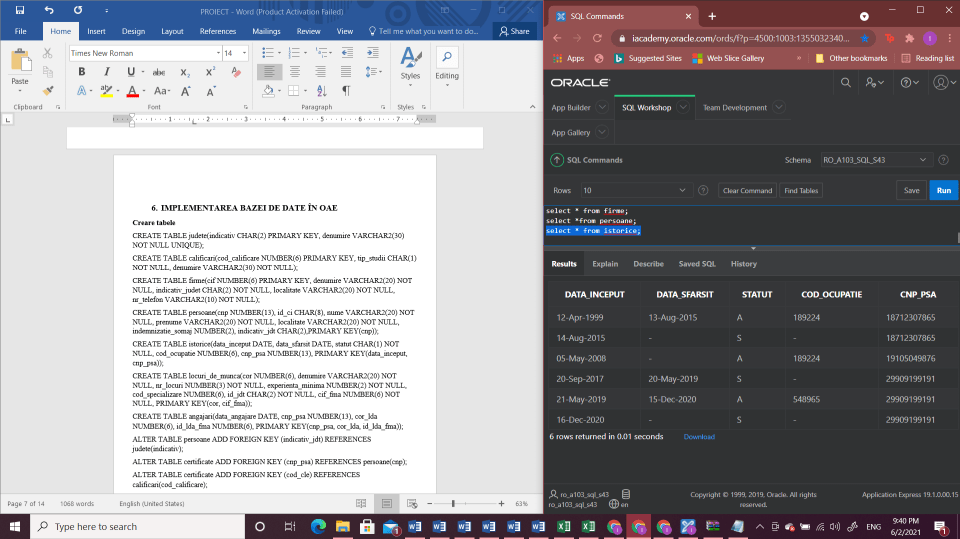 PROIECT - Word (Product Activation Failed)
File
Home
Insert
Design
Layout
References
Mailings
Review
View
Tell me what you want to do...
Share
Paste
Times New Roman
14
B
I
U
abc
X2
X2
A
Aa
A
A
Styles
Editing
Clipboard
Font
Paragraph
Styles
6. IMPLEMENTAREA BAZEI DE DATE ÎN OAE
Creare tabele
CREATE TABLE judete(indicativ CHAR(2) PRIMARY KEY, denumire VARCHAR2(30)
NOT NULL UNIQUE);
CREATE TABLE calificari(cod_calificare NUMBER(6) PRIMARY KEY, tip_studii CHAR(1)
NOT NULL, denumire VARCHAR2(30) NOT NULL);
CREATE TABLE firme(cif NUMBER(6) PRIMARY KEY, denumire VARCHAR2(20) NOT
NULL, indicativ_judet CHAR(2) NOT NULL, localitate VARCHAR2(20) NOT NULL,
nr_telefon VARCHAR2(10) NOT NULL);
CREATE TABLE persoane(cnp NUMBER(13), id_ci CHAR(8), nume VARCHAR2(20) NOT
NULL, prenume VARCHAR2(20) NOT NULL, localitate VARCHAR2(20) NOT NULL,
indemnizatie_somaj NUMBER(2), indicativ_jdt CHAR(2),PRIMARY KEY(cnp));
CREATE TABLE istorice(data_inceput DATE, data_sfarsit DATE, statut CHAR(1) NOT
NULL, cod_ocupatie NUMBER(6), cnp_psa NUMBER(13), PRIMARY KEY(data_inceput,
cnp_psa));
CREATE TABLE locuri_de_munca(cor NUMBER(6), denumire VARCHAR2(20) NOT
NULL, nr_locuri NUMBER(3) NOT NULL, experienta_minima NUMBER(2) NOT NULL,
cod_specializare NUMBER(6), id_jdt CHAR(2) NOT NULL, cif_fma NUMBER(6) NOT
NULL, PRIMARY KEY(cor, cif_fma));
CREATE TABLE angajari(data_angajare DATE, cnp_psa NUMBER(13), cor_lda
NUMBER(6), id_lda_fma NUMBER(6), PRIMARY KEY(cnp_psa, cor_lda, id_lda_fma));
ALTER TABLE persoane ADD FOREIGN KEY (indicativ_jdt) REFERENCES
judete(indicativ);
ALTER TABLE certificate ADD FOREIGN KEY (cnp_psa) REFERENCES persoane(cnp);
ALTER TABLE certificate ADD FOREIGN KEY (cod_cle) REFERENCES
calificari(cod_calificare);
Page 7 of 14
1068 words
English (United States)
63%
SQL Commands
iacademy.oracle.com/ords/f?p=4500:1003:1355032340...
Apps
Suggested Sites
Web Slice Gallery
»
Other bookmarks
Reading list
ORACLE
App Builder
SQL Workshop
Team Development
App Gallery
SQL Commands
Schema
RO_A103_SQL_S43
Rows
10
Clear Command
Find Tables
Save
Run
select * from firme;
select *from persoane;
select * from istorice;
Results
Explain
Describe
Saved SQL
History
DATA_INCEPUT DATA_SFARSIT STATUT COD_OCUPATIE CNP_PSA
12-Apr-1999 13-Aug-2015 A 189224 18712307865
14-Aug-2015 - S - 18712307865
05-May-2008 - A 189224 19105049876
20-Sep-2017 20-May-2019 S - 29909199191
21-May-2019 15-Dec-2020 A 548965 29909199191
16-Dec-2020 - S - 29909199191
6 rows returned in 0.01 seconds
Download
ro_a103_sql_s43
ro_a103_sql_s43
en
Copyright © 1999, 2019, Oracle. All rights
reserved.
Application Express 19.1.0.00.15
Type here to search
ENG
9:40 PM
6/2/2021